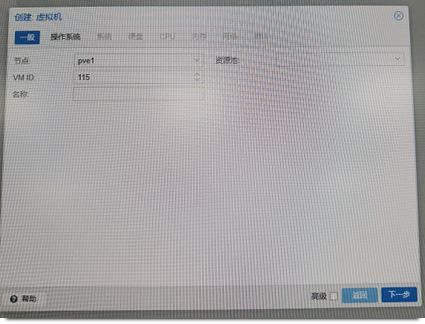 创建: 虚拟机
一般 操作系统 系统 硬盘 CPU 内存 网络 确认
节点: pve1 资源池:
VM ID: 115
名称:
帮助 高级 返回 下一步